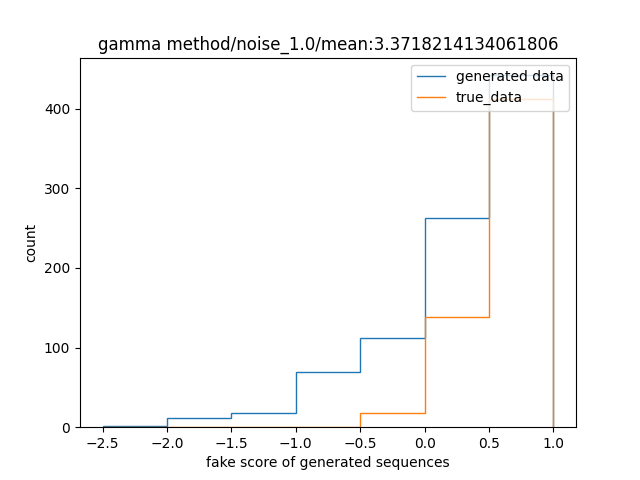 gamma method/noise_1.0/mean:3.3718214134061806
generated data
true_data
400
300
200
100
0
count
−2.5 −2.0 −1.5 −1.0 −0.5 0.0 0.5 1.0
fake score of generated sequences